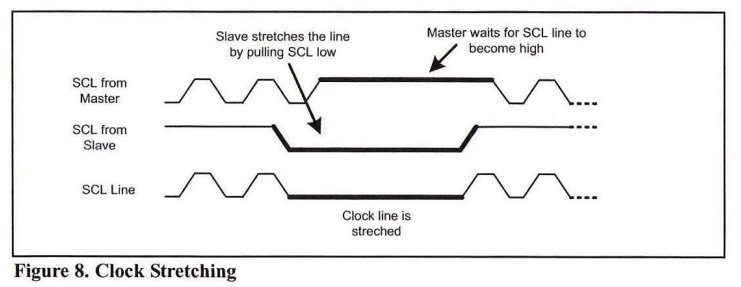 Slave stretches the line
by pulling SCL low
Master waits for SCL line to
become high
SCL from
Master
SCL from
Slave
SCL Line
Clock line is
streched
Figure 8. Clock Stretching